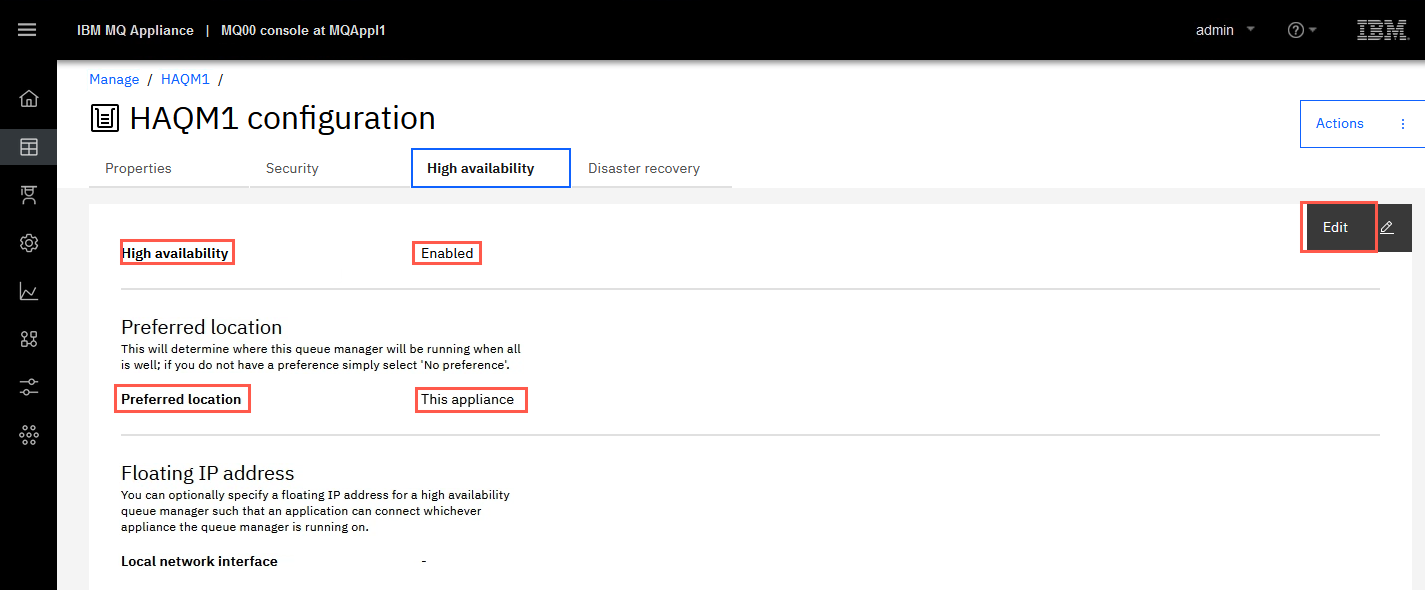 IBM MQ Appliance | MQ00 console at MQAppl1
admin
?
IBM
Manage / HAQM1 /
HAQM1 configuration
Actions
Properties
Security
High availability
Disaster recovery
Edit
High availability
Enabled
Preferred location
This will determine where this queue manager will be running when all
is well; if you do not have a preference simply select 'No preference'.
Preferred location
This appliance
Floating IP address
You can optionally specify a floating IP address for a high availability
queue manager such that an application can connect whichever
appliance the queue manager is running on.
Local network interface
-